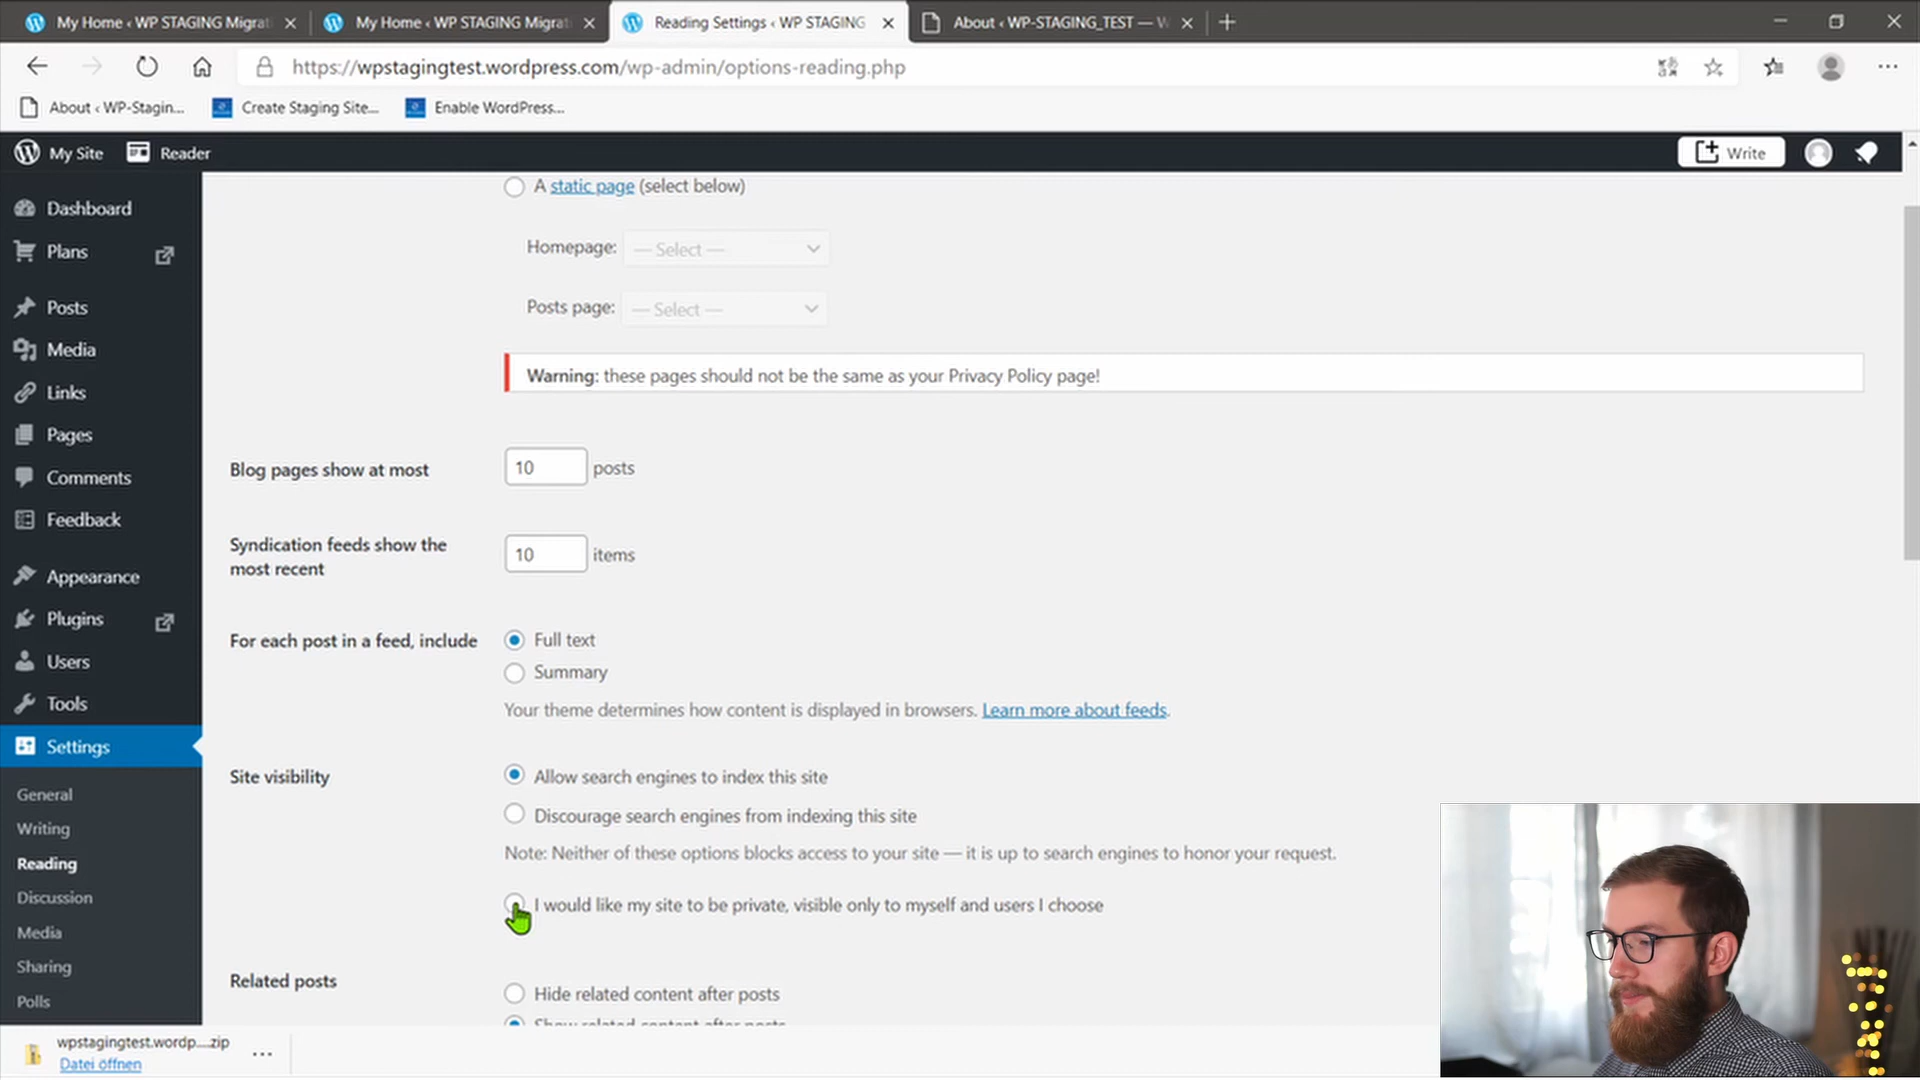 My Home ‹ WP STAGING Migrat
My Home ‹ WP STAGING Migrat
Reading Settings ‹ WP STAGING
About ‹ WP-STAGING_TEST — W
https://wpstagingtest.wordpress.com/wp-admin/options-reading.php
About ‹ WP-Stagin...
Create Staging Site...
Enable WordPress...
My Site
Reader
Write
Dashboard
Plans
Posts
Media
Links
Pages
Comments
Feedback
Appearance
Plugins
Users
Tools
Settings
General
Writing
Reading
Discussion
Media
Sharing
Polls
A static page (select below)
Homepage: — Select —
Posts page: — Select —
Warning: these pages should not be the same as your Privacy Policy page!
Blog pages show at most 10 posts
Syndication feeds show the
most recent
10 items
For each post in a feed, include
Full text
Summary
Your theme determines how content is displayed in browsers. Learn more about feeds.
Site visibility
Allow search engines to index this site
Discourage search engines from indexing this site
Note: Neither of these options blocks access to your site — it is up to search engines to honor your request.
I would like my site to be private, visible only to myself and users I choose
Related posts
Hide related content after posts
Show related content after posts
wpstagingtest.wordp....zip
Datei öffnen